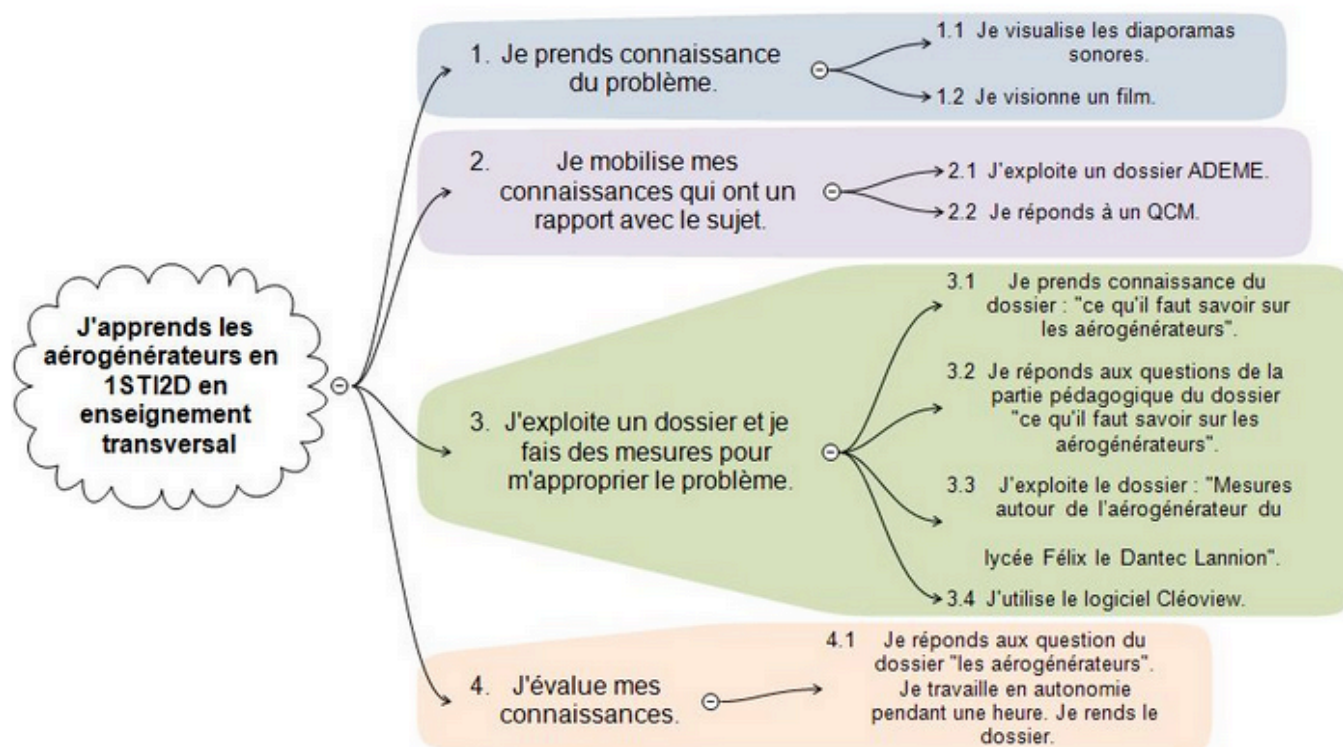 J'apprends les
aérogénérateurs en
1STI2D en
enseignement
transversal
1. Je prends connaissance
du problème.
1.1 Je visualise les diaporamas
sonores.
1.2 Je visionne un film.
2. Je mobilise mes
connaissances qui ont un
rapport avec le sujet.
2.1 J'exploite un dossier ADEME.
2.2 Je réponds à un QCM.
3. J'exploite un dossier et je
fais des mesures pour
m'approprier le problème.
3.1 Je prends connaissance du
dossier : "ce qu'il faut savoir sur
les aérogénérateurs".
3.2 Je réponds aux questions de la
partie pédagogique du dossier
"ce qu'il faut savoir sur les
aérogénérateurs".
3.3 J'exploite le dossier : "Mesures
autour de l'aérogénérateur du
lycée Félix le Dantec Lannion".
3.4 J'utilise le logiciel Cléoview.
4. J'évalue mes
connaissances.
4.1 Je réponds aux question du
dossier "les aérogénérateurs".
Je travaille en autonomie
pendant une heure. Je rends le
dossier.